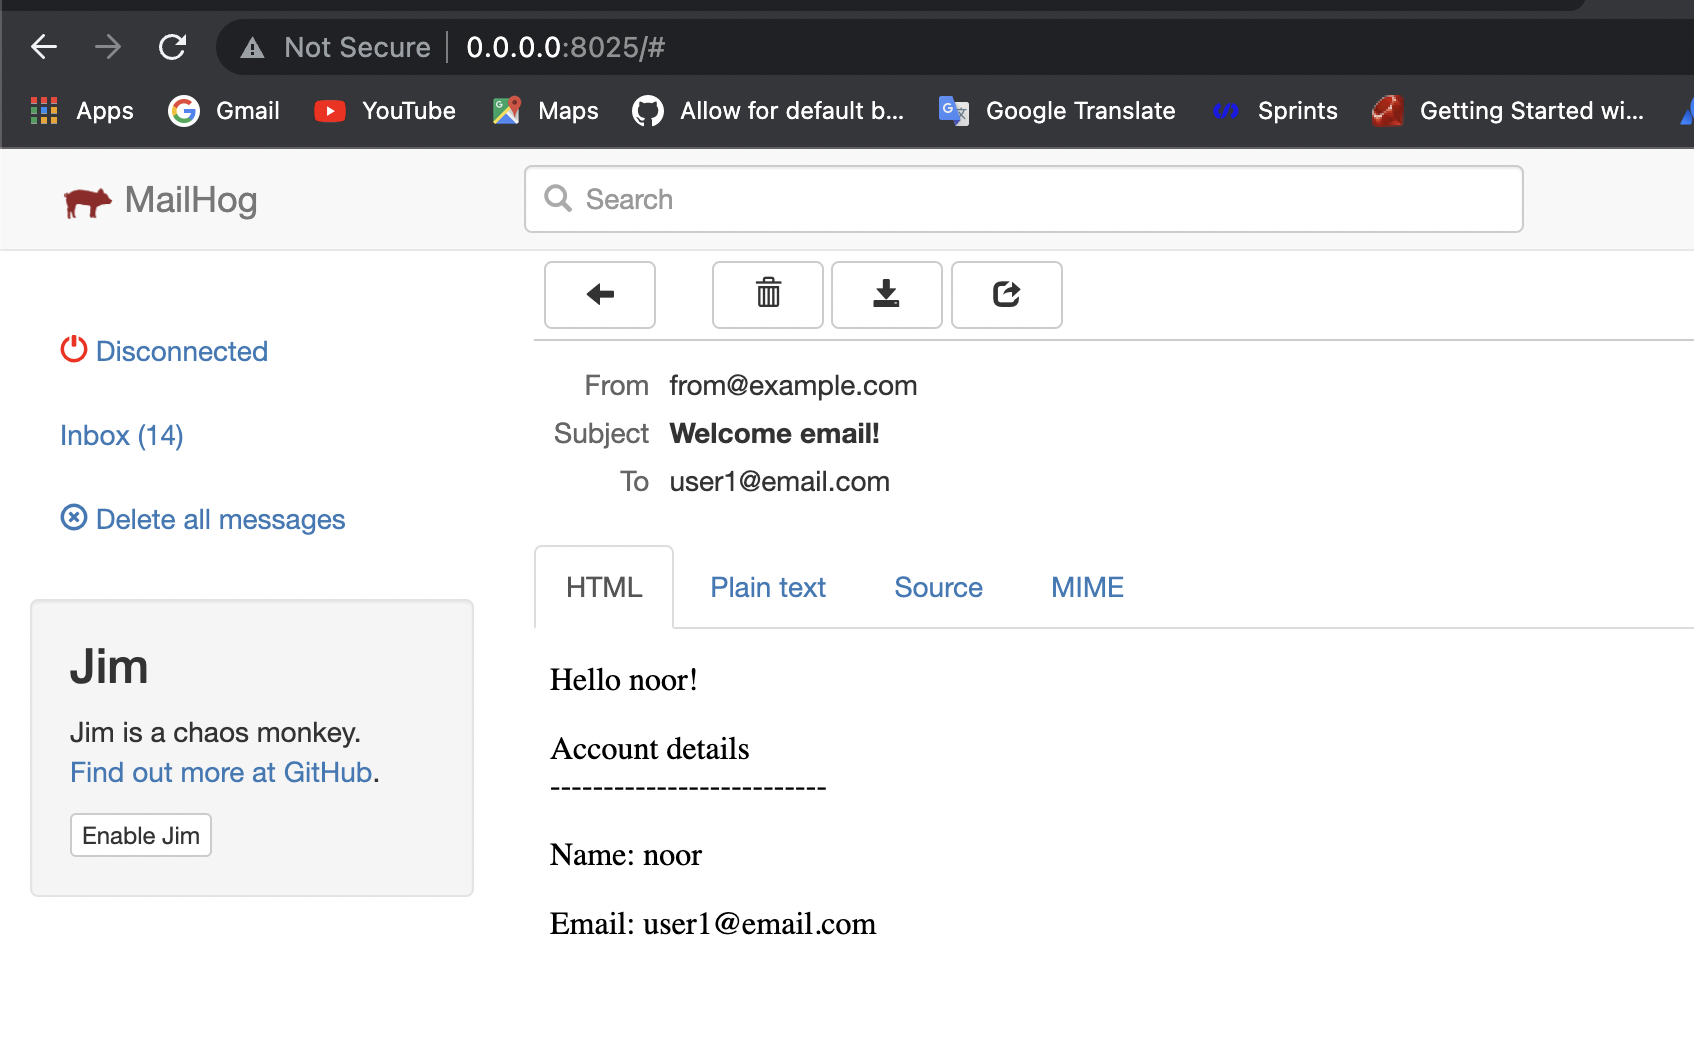 Not Secure 0.0.0.0:8025/#
Apps Gmail YouTube Maps Allow for default b... Google Translate Sprints Getting Started wi...
MailHog Search
Disconnected
Inbox (14)
Delete all messages
Jim
Jim is a chaos monkey.
Find out more at GitHub.
Enable Jim
From from@example.com
Subject Welcome email!
To user1@email.com
HTML Plain text Source MIME
Hello noor!
Account details
--------------------------
Name: noor
Email: user1@email.com